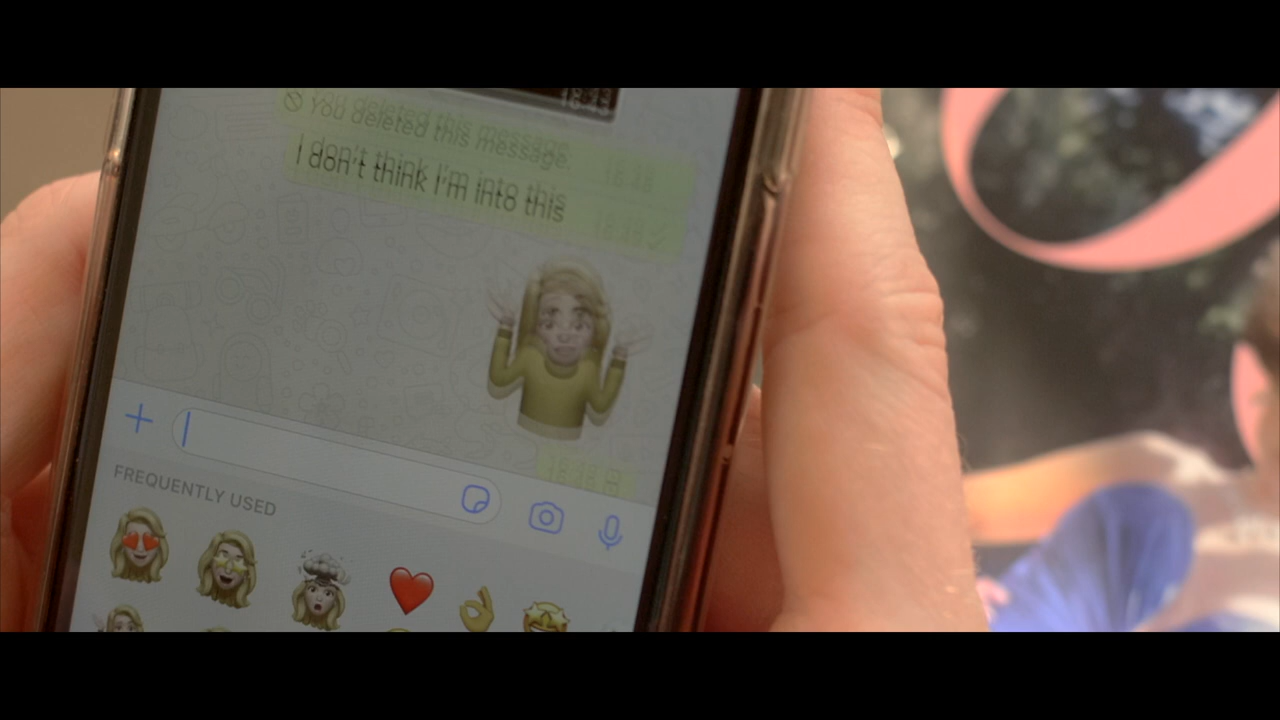 You deleted this message.
I don't think I'm into this
FREQUENTLY USED